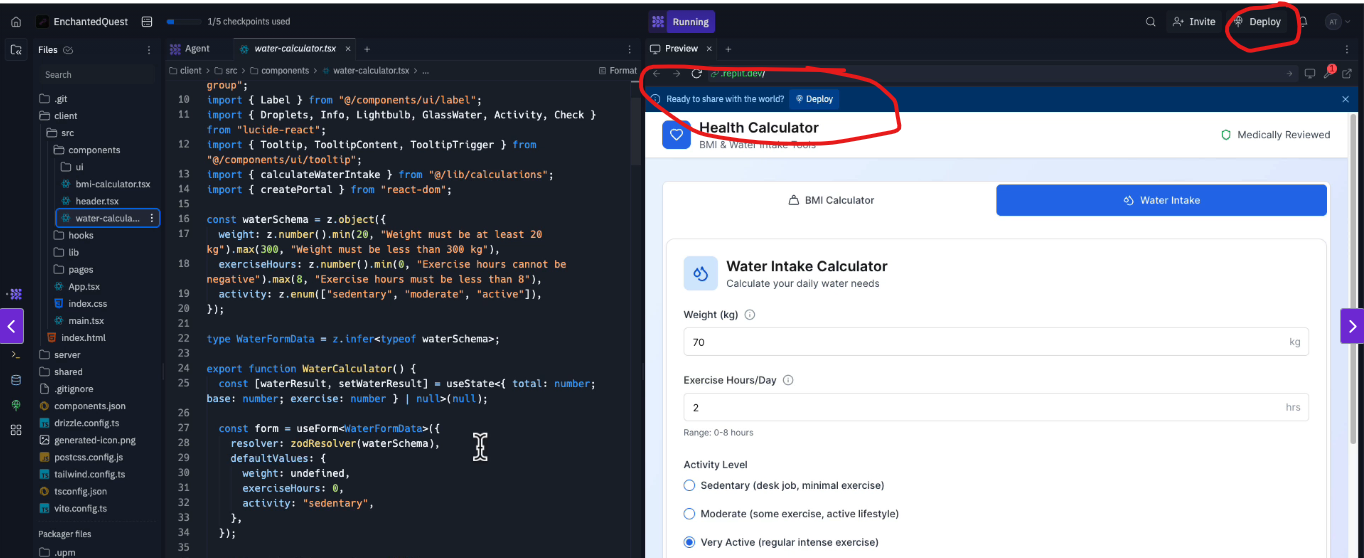 EnchantedQuest
1/5 checkpoints used
Running
Invite
Deploy
AT
Files
Agent
water-calculator.tsx
Preview
Search
client > src > components > water-calculator.tsx > ...
Format
.replit.dev/
1
.git
client
src
components
ui
bmi-calculator.tsx
header.tsx
water-calcula...
hooks
lib
pages
App.tsx
index.css
main.tsx
index.html
server
shared
.gitignore
components.json
drizzle.config.ts
generated-icon.png
postcss.config.js
tailwind.config.ts
tsconfig.json
vite.config.ts
Packager files
.upm
group";
10 import { Label } from "@/components/ui/label";
11 import { Droplets, Info, Lightbulb, GlassWater, Activity, Check }
from "lucide-react";
12 import { Tooltip, TooltipContent, TooltipTrigger } from
"@/components/ui/tooltip";
13 import { calculateWaterIntake } from "@/lib/calculations";
14 import { createPortal } from "react-dom";
15
16 const waterSchema = z.object({
17 weight: z.number().min(20, "Weight must be at least 20
kg").max(300, "Weight must be less than 300 kg"),
18 exerciseHours: z.number().min(0, "Exercise hours cannot be
negative").max(8, "Exercise hours must be less than 8"),
19 activity: z.enum(["sedentary", "moderate", "active"]),
20 });
21
22 type WaterFormData = z.infer<typeof waterSchema>;
23
24 export function WaterCalculator() {
25 const [waterResult, setWaterResult] = useState<{ total: number;
base: number; exercise: number } | null>(null);
26
27 const form = useForm<WaterFormData>({
28 resolver: zodResolver(waterSchema),
29 defaultValues: {
30 weight: undefined,
31 exerciseHours: 0,
32 activity: "sedentary",
33 },
34 });
35
Ready to share with the world? Deploy
Health Calculator
BMI & Water Intake Tools
Medically Reviewed
BMI Calculator
Water Intake
Water Intake Calculator
Calculate your daily water needs
Weight (kg)
70 kg
Exercise Hours/Day
2 hrs
Range: 0-8 hours
Activity Level
Sedentary (desk job, minimal exercise)
Moderate (some exercise, active lifestyle)
Very Active (regular intense exercise)